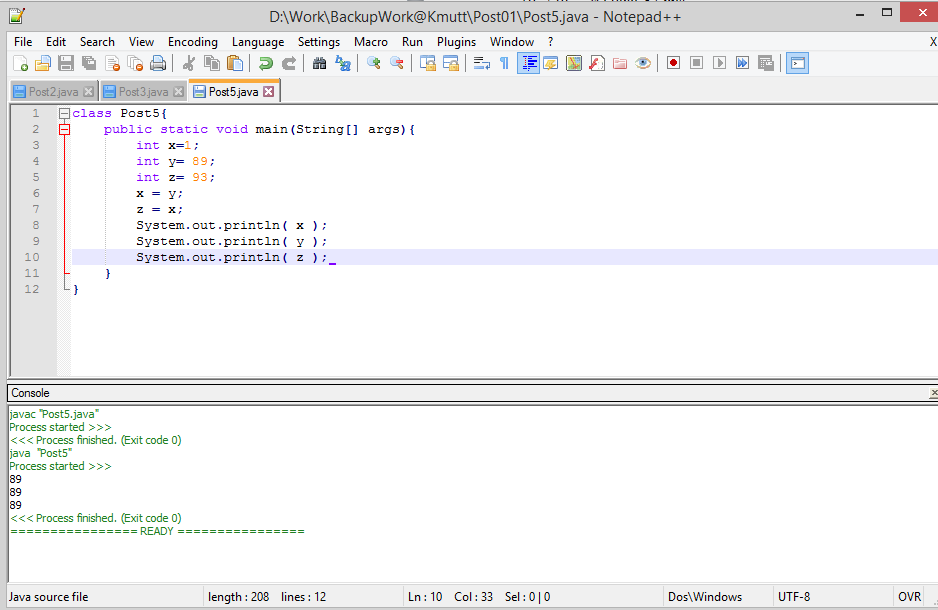 D:\Work\BackupWork@Kmutt\Post01\Post5.java - Notepad++
File Edit Search View Encoding Language Settings Macro Run Plugins Window ? X
Post2.java Post3.java Post5.java
1 class Post5{
2 public static void main(String[] args){
3 int x=1;
4 int y= 89;
5 int z= 93;
6 x = y;
7 z = x;
8 System.out.println( x );
9 System.out.println( y );
10 System.out.println( z );
11 }
12 }
Console
javac "Post5.java"
Process started >>>
<<< Process finished. (Exit code 0)
java "Post5"
Process started >>>
89
89
89
<<< Process finished. (Exit code 0)
================ READY ================
Java source file length : 208 lines : 12 Ln : 10 Col : 33 Sel : 0 | 0 Dos\Windows UTF-8 OVR